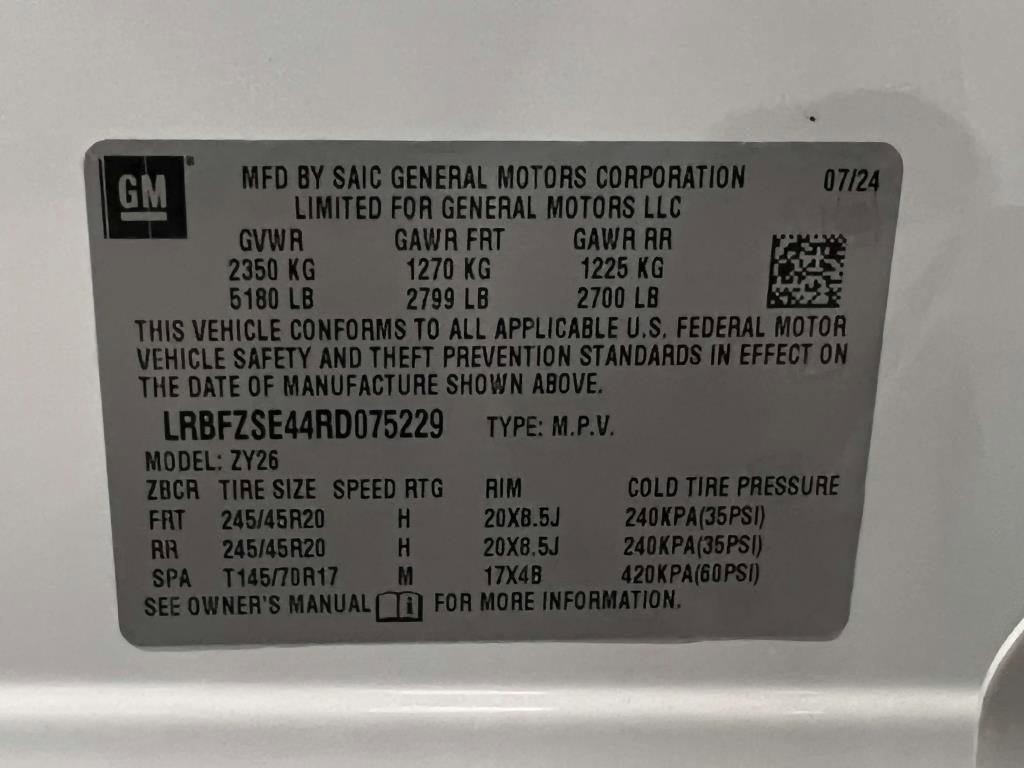 GM ®
MFD BY SAIC GENERAL MOTORS CORPORATION 07/24
LIMITED FOR GENERAL MOTORS LLC
GVWR GAWR FRT GAWR RR
2350 KG 1270 KG 1225 KG
5180 LB 2799 LB 2700 LB
THIS VEHICLE CONFORMS TO ALL APPLICABLE U.S. FEDERAL MOTOR
VEHICLE SAFETY AND THEFT PREVENTION STANDARDS IN EFFECT ON
THE DATE OF MANUFACTURE SHOWN ABOVE.
LRBFZSE44RD075229 TYPE: M.P.V.
MODEL: ZY26
ZBCR TIRE SIZE SPEED RTG RIM COLD TIRE PRESSURE
FRT 245/45R20 H 20X8.5J 240KPA(35PSI)
RR 245/45R20 H 20X8.5J 240KPA(35PSI)
SPA T145/70R17 M 17X4B 420KPA(60PSI)
SEE OWNER'S MANUAL i FOR MORE INFORMATION.